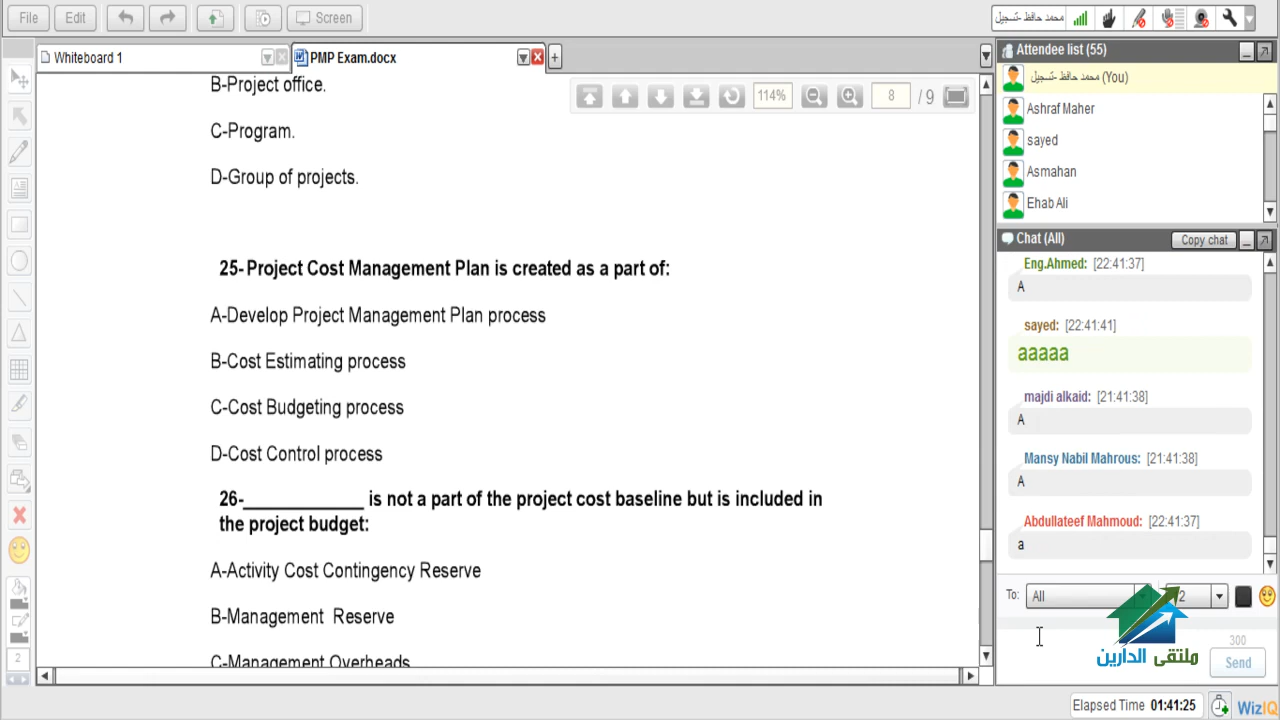 File
Edit
Screen
محمد حافظ -تسجيل
Whiteboard 1
PMP Exam.docx
114%
8
/ 9
B-Project office.
C-Program.
D-Group of projects.
25- Project Cost Management Plan is created as a part of:
A-Develop Project Management Plan process
B-Cost Estimating process
C-Cost Budgeting process
D-Cost Control process
26-____________ is not a part of the project cost baseline but is included in
the project budget:
A-Activity Cost Contingency Reserve
B-Management Reserve
C-Management Overheads
2
Attendee list (55)
محمد حافظ -تسجيل (You)
Ashraf Maher
sayed
Asmahan
Ehab Ali
Chat (All)
Copy chat
Eng.Ahmed: [22:41:37]
A
sayed: [22:41:41]
aaaaa
majdi alkaid: [21:41:38]
A
Mansy Nabil Mahrous: [21:41:38]
A
Abdullateef Mahmoud: [22:41:37]
a
To:
All
2
300
Send
ملتقى الدارين
Elapsed Time 01:41:25
WizIQ